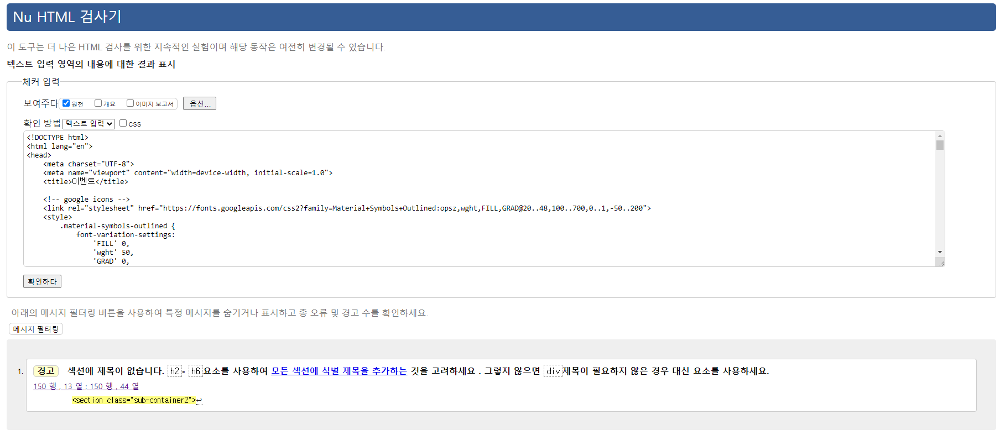 Nu HTML 검사기
이 도구는 더 나은 HTML 검사를 위한 지속적인 실험이며 해당 동작은 여전히 변경될 수 있습니다.
텍스트 입력 영역의 내용에 대한 결과 표시
체커 입력
보여주다 원천 개요 이미지 보고서 옵션...
확인 방법 텍스트 입력 css
<!DOCTYPE html>
<html lang="en">
<head>
<meta charset="UTF-8">
<meta name="viewport" content="width=device-width, initial-scale=1.0">
<title>이벤트</title>
<!-- google icons -->
<link rel="stylesheet" href="https://fonts.googleapis.com/css2?family=Material+Symbols+Outlined:opsz,wght,FILL,GRAD@20..48,100..700,0..1,-50..200">
<style>
.material-symbols-outlined {
font-variation-settings:
'FILL' 0,
'wght' 50,
'GRAD' 0,
확인하다
아래의 메시지 필터링 버튼을 사용하여 특정 메시지를 숨기거나 표시하고 총 오류 및 경고 수를 확인하세요.
메시지 필터링
1. 경고 섹션에 제목이 없습니다. h2- h6요소를 사용하여 모든 섹션에 식별 제목을 추가하는 것을 고려하세요 . 그렇지 않으면 div제목이 필요하지 않은 경우 대신 요소를 사용하세요.
150 행 , 13 열 ; 150 행 , 44 열
<section class="sub-container2">↩